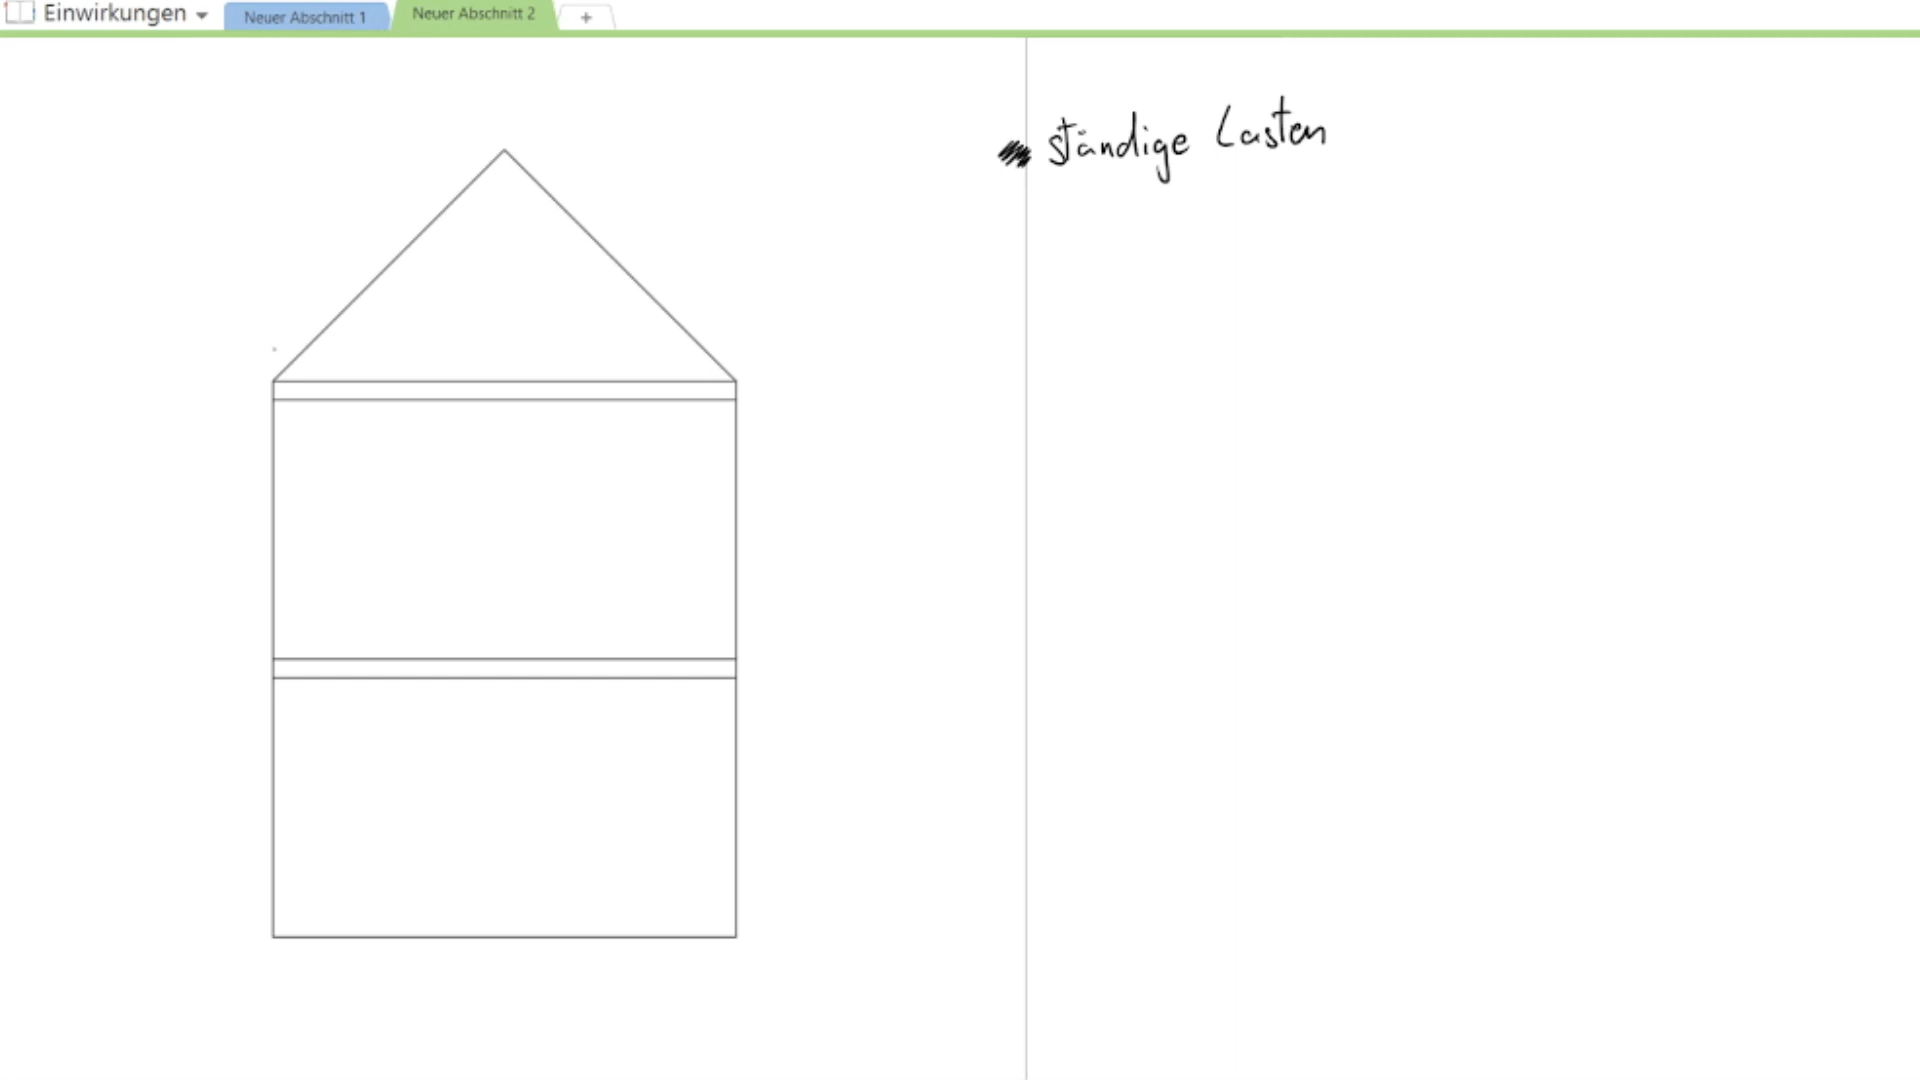 Einwirkungen
Neuer Abschnitt 1
Neuer Abschnitt 2
+
ständige Lasten